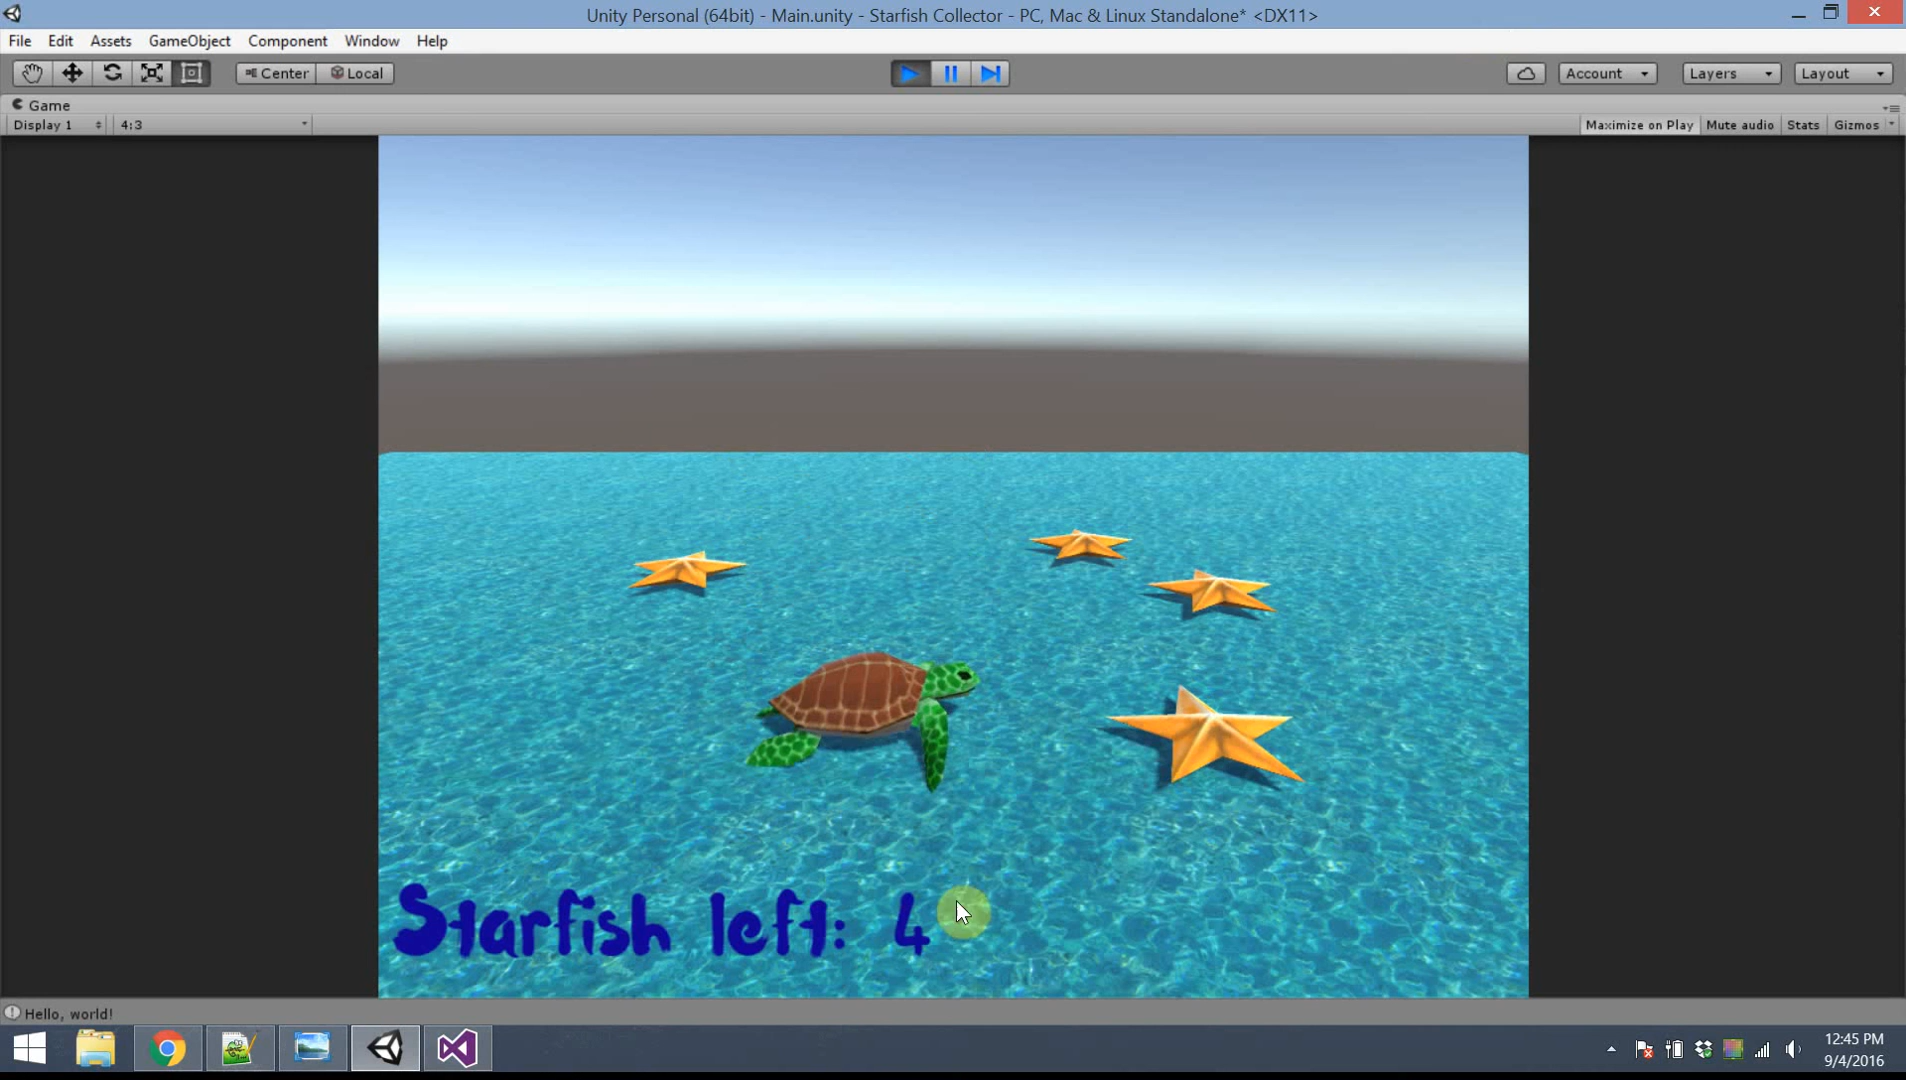 Unity Personal (64bit) - Main.unity - Starfish Collector - PC, Mac & Linux Standalone* <DX11>
File Edit Assets GameObject Component Window Help
Center Local Account Layers Layout
Game
Display 1 4:3 Maximize on Play Mute audio Stats Gizmos
Starfish left: 4
Hello, world!
12:45 PM
9/4/2016